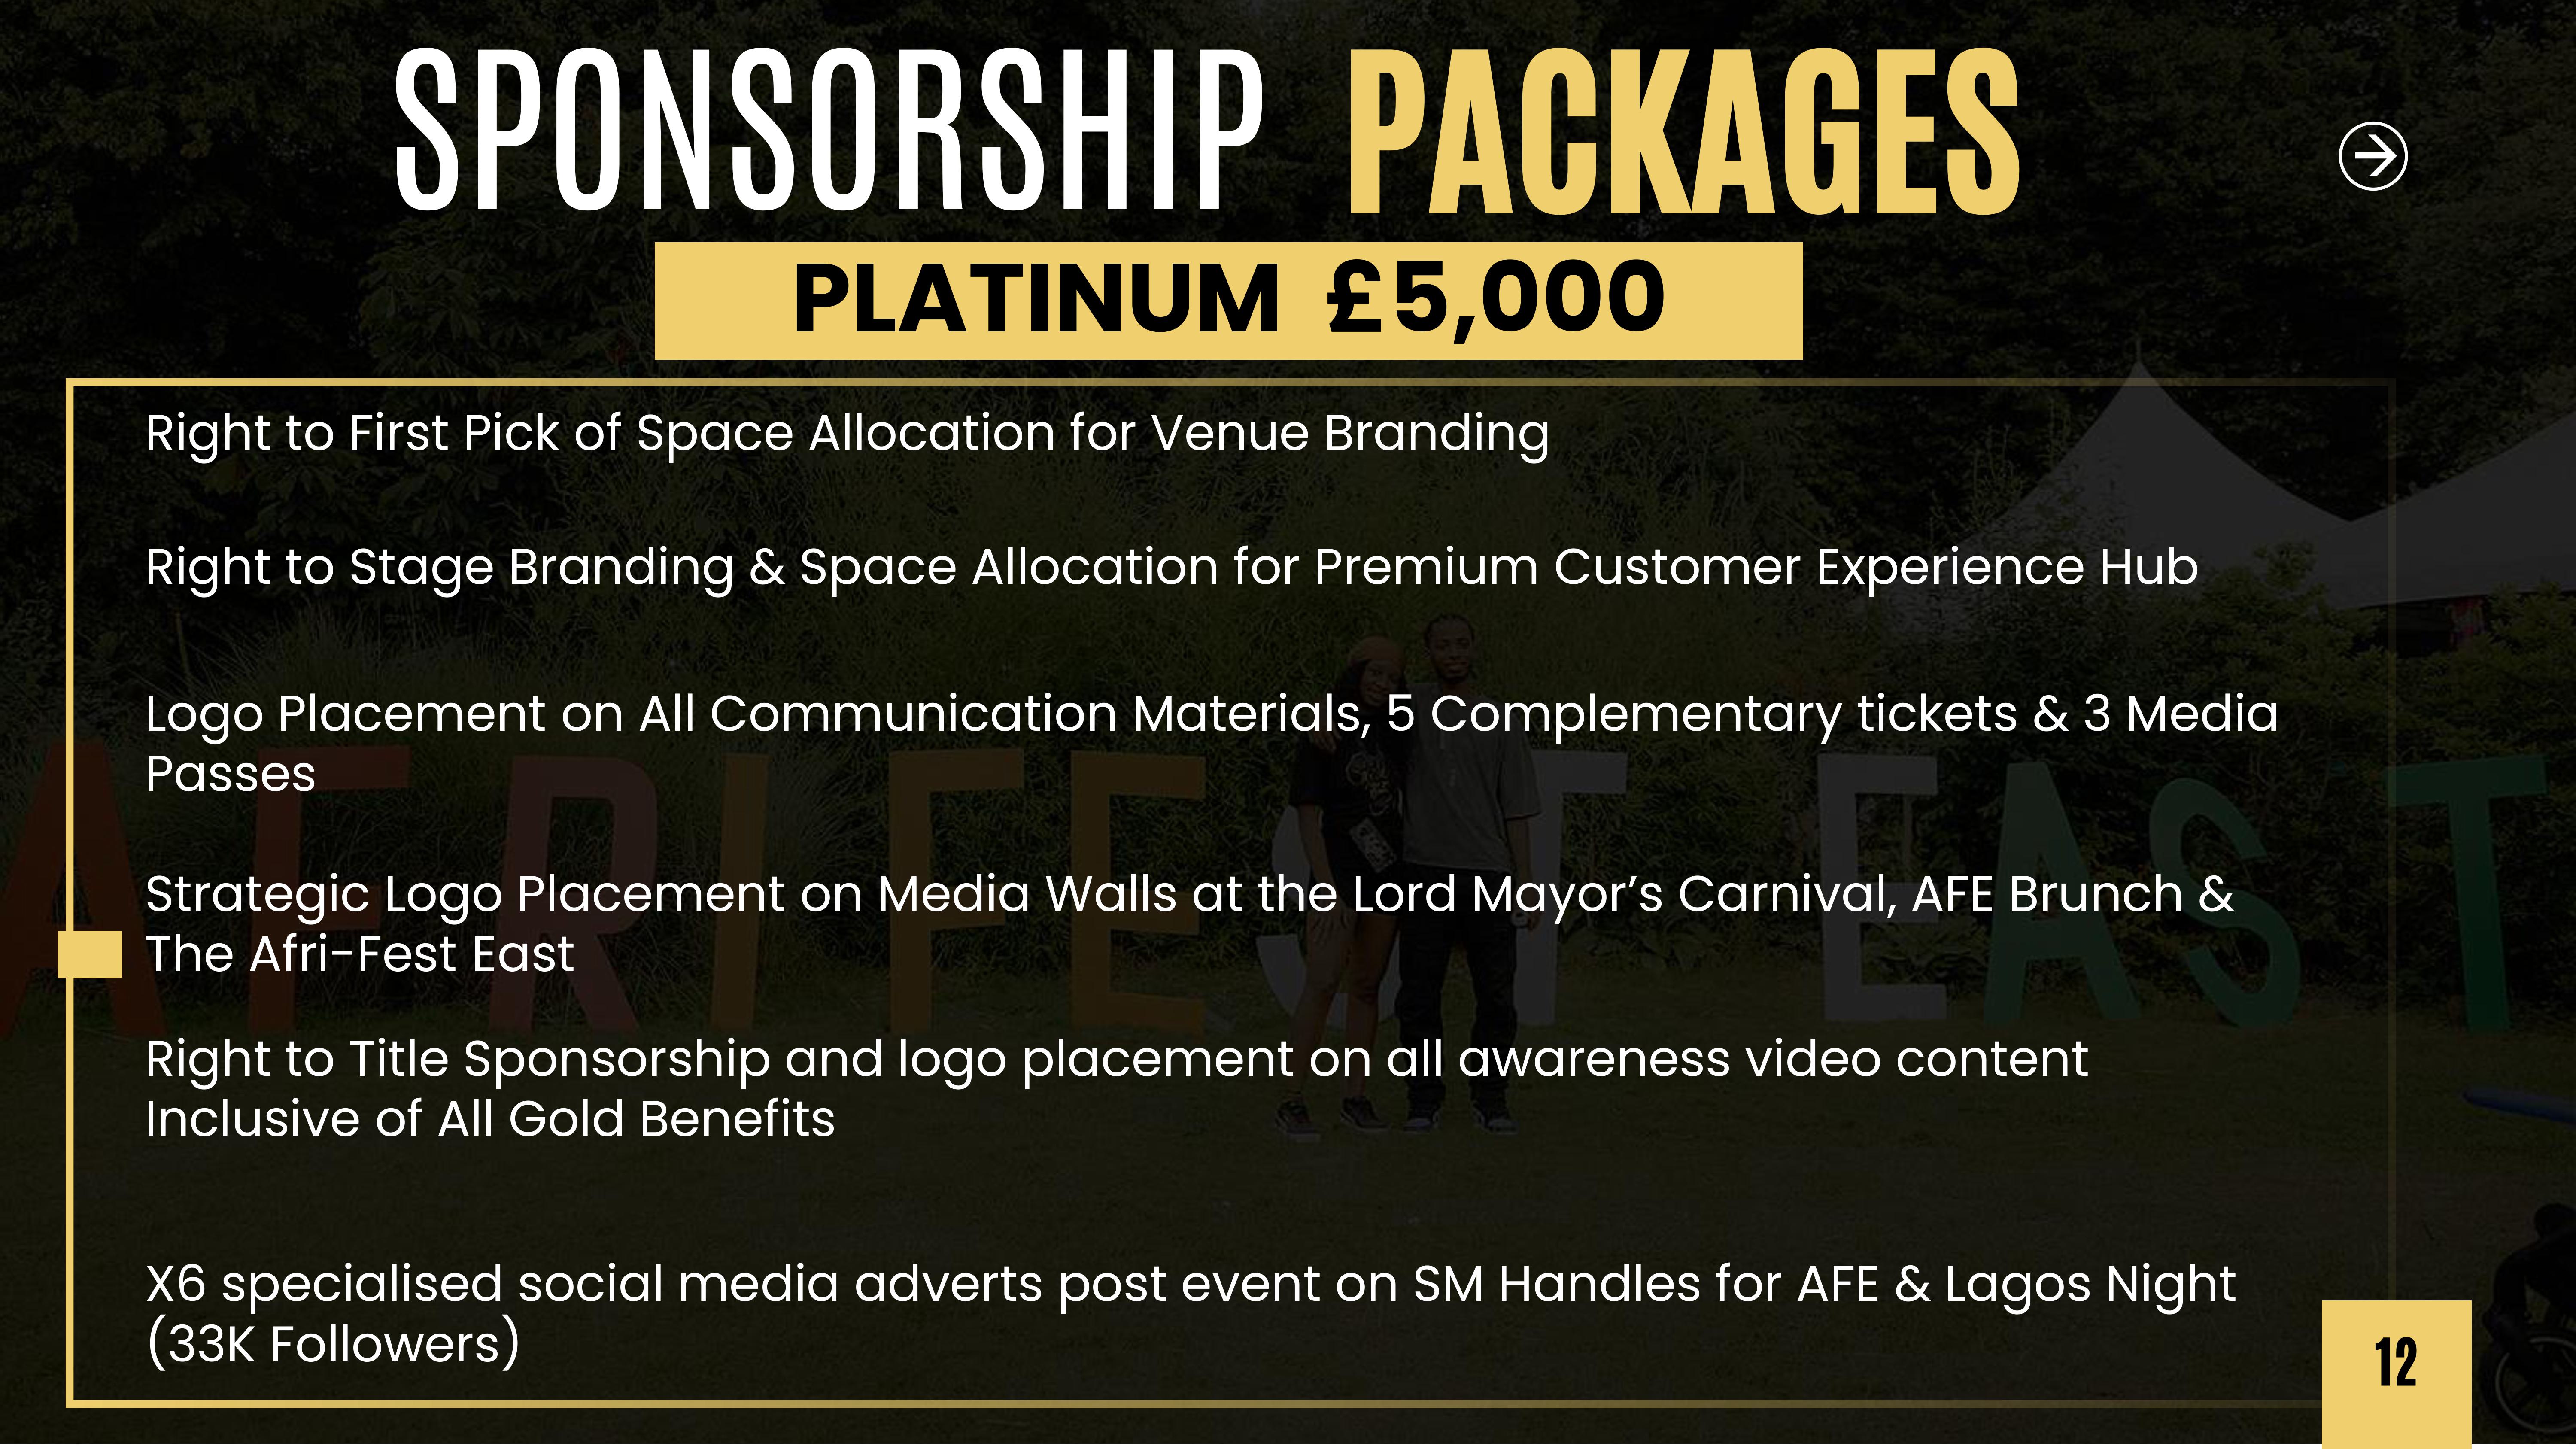 SPONSORSHIP PACKAGES
PLATINUM £5,000
Right to First Pick of Space Allocation for Venue Branding
Right to Stage Branding & Space Allocation for Premium Customer Experience Hub
Logo Placement on All Communication Materials, 5 Complementary tickets & 3 Media
Passes
AFRIFEST EAST
Strategic Logo Placement on Media Walls at the Lord Mayor’s Carnival, AFE Brunch &
The Afri-Fest East
Right to Title Sponsorship and logo placement on all awareness video content
Inclusive of All Gold Benefits
X6 specialised social media adverts post event on SM Handles for AFE & Lagos Night
(33K Followers)
12